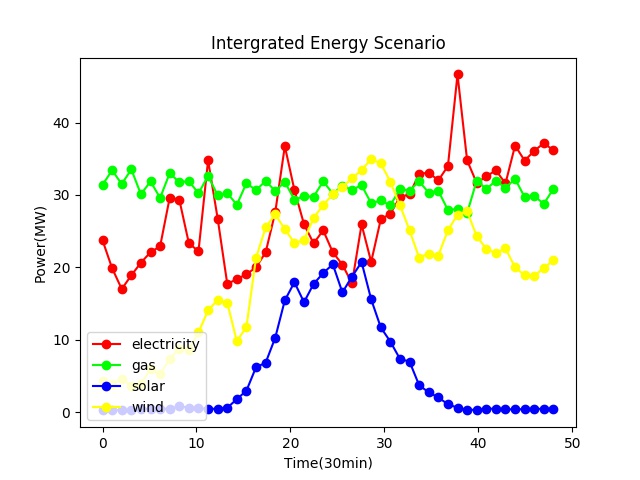 Intergrated Energy Scenario
Power(MW)
40
30
20
10
0
electricity
gas
solar
wind
0 10 20 30 40 50
Time(30min)